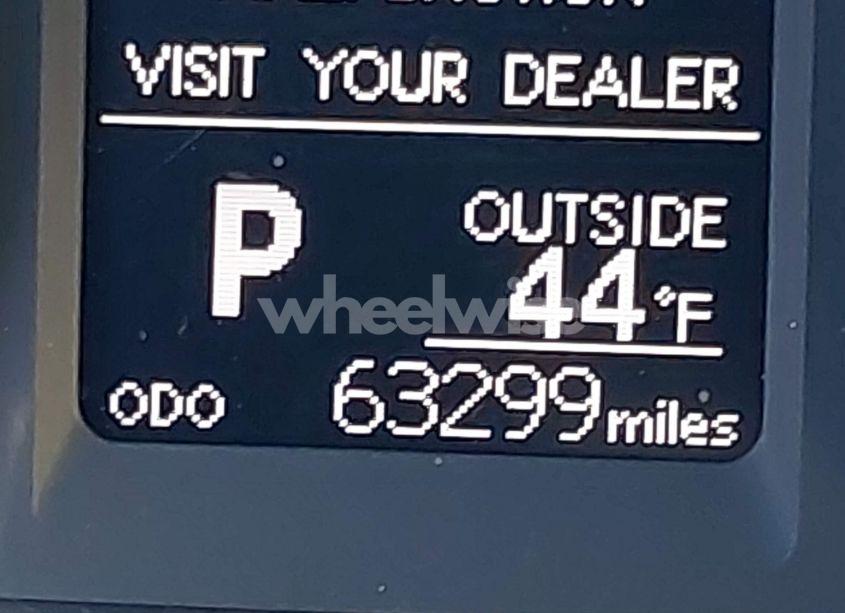 VISIT YOUR DEALER
P
OUTSIDE
44°F
wheelwise
ODO 63299 miles